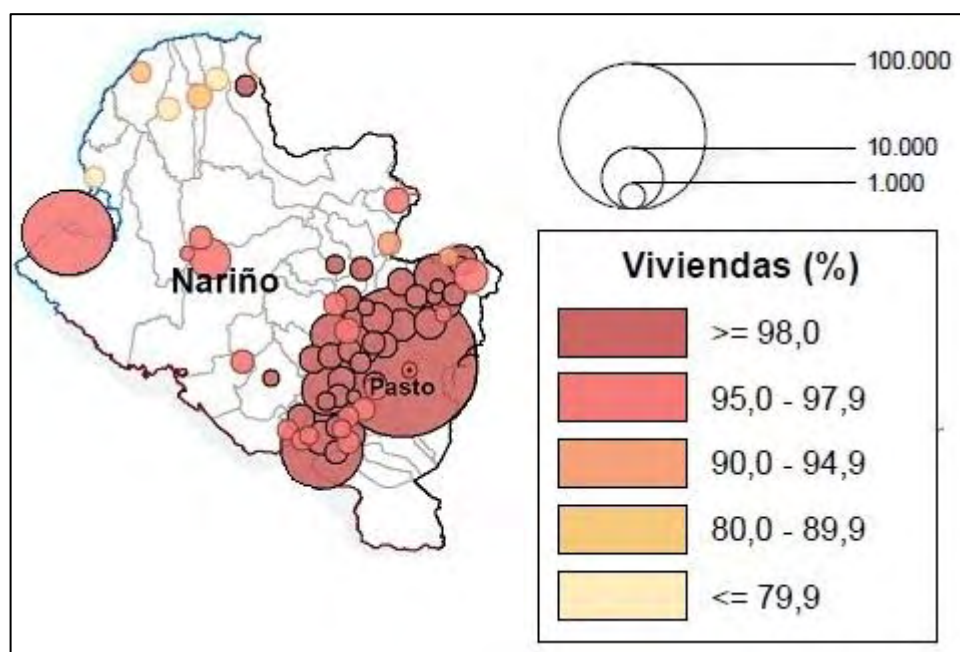 100.000
10.000
1.000
Nariño
Pasto
Viviendas (%)
>= 98,0
95,0 - 97,9
90,0 - 94,9
80,0 - 89,9
<= 79,9